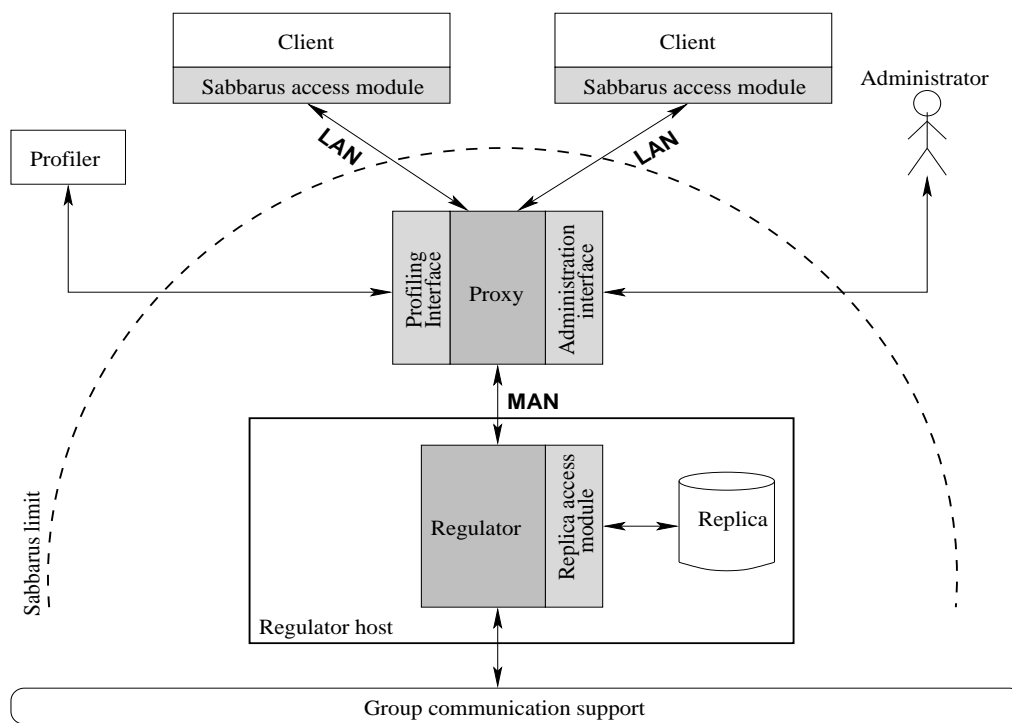 Client
Client
Sabbarus access module
Sabbarus access module
Administrator
LAN
LAN
Profiler
Profiling
Interface
Proxy
Administration
interface
MAN
Sabbarus limit
Regulator
Replica access
module
Replica
Regulator host
Group communication support